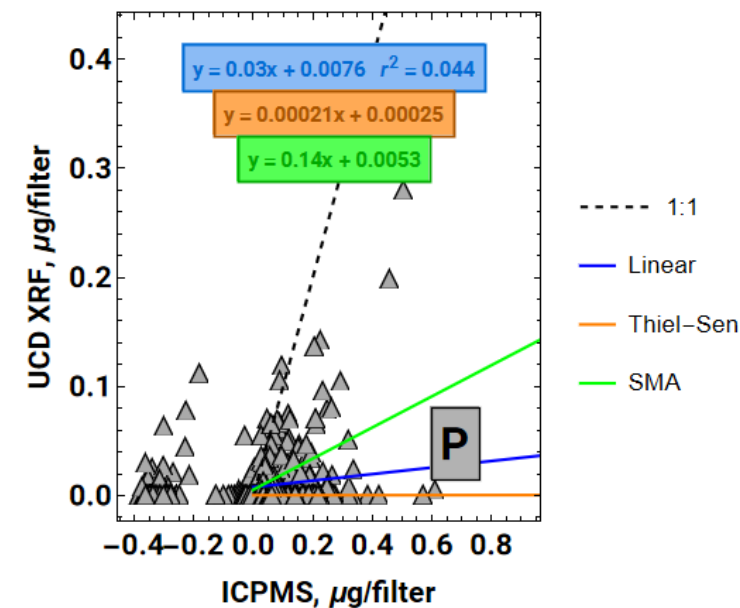 y = 0.03x + 0.0076 r² = 0.044
y = 0.00021x + 0.00025
y = 0.14x + 0.0053
0.4
0.3
0.2
0.1
0.0
UCD XRF, µg/filter
P
−0.4 −0.2 0.0 0.2 0.4 0.6 0.8
ICPMS, µg/filter
1:1
Linear
Thiel−Sen
SMA